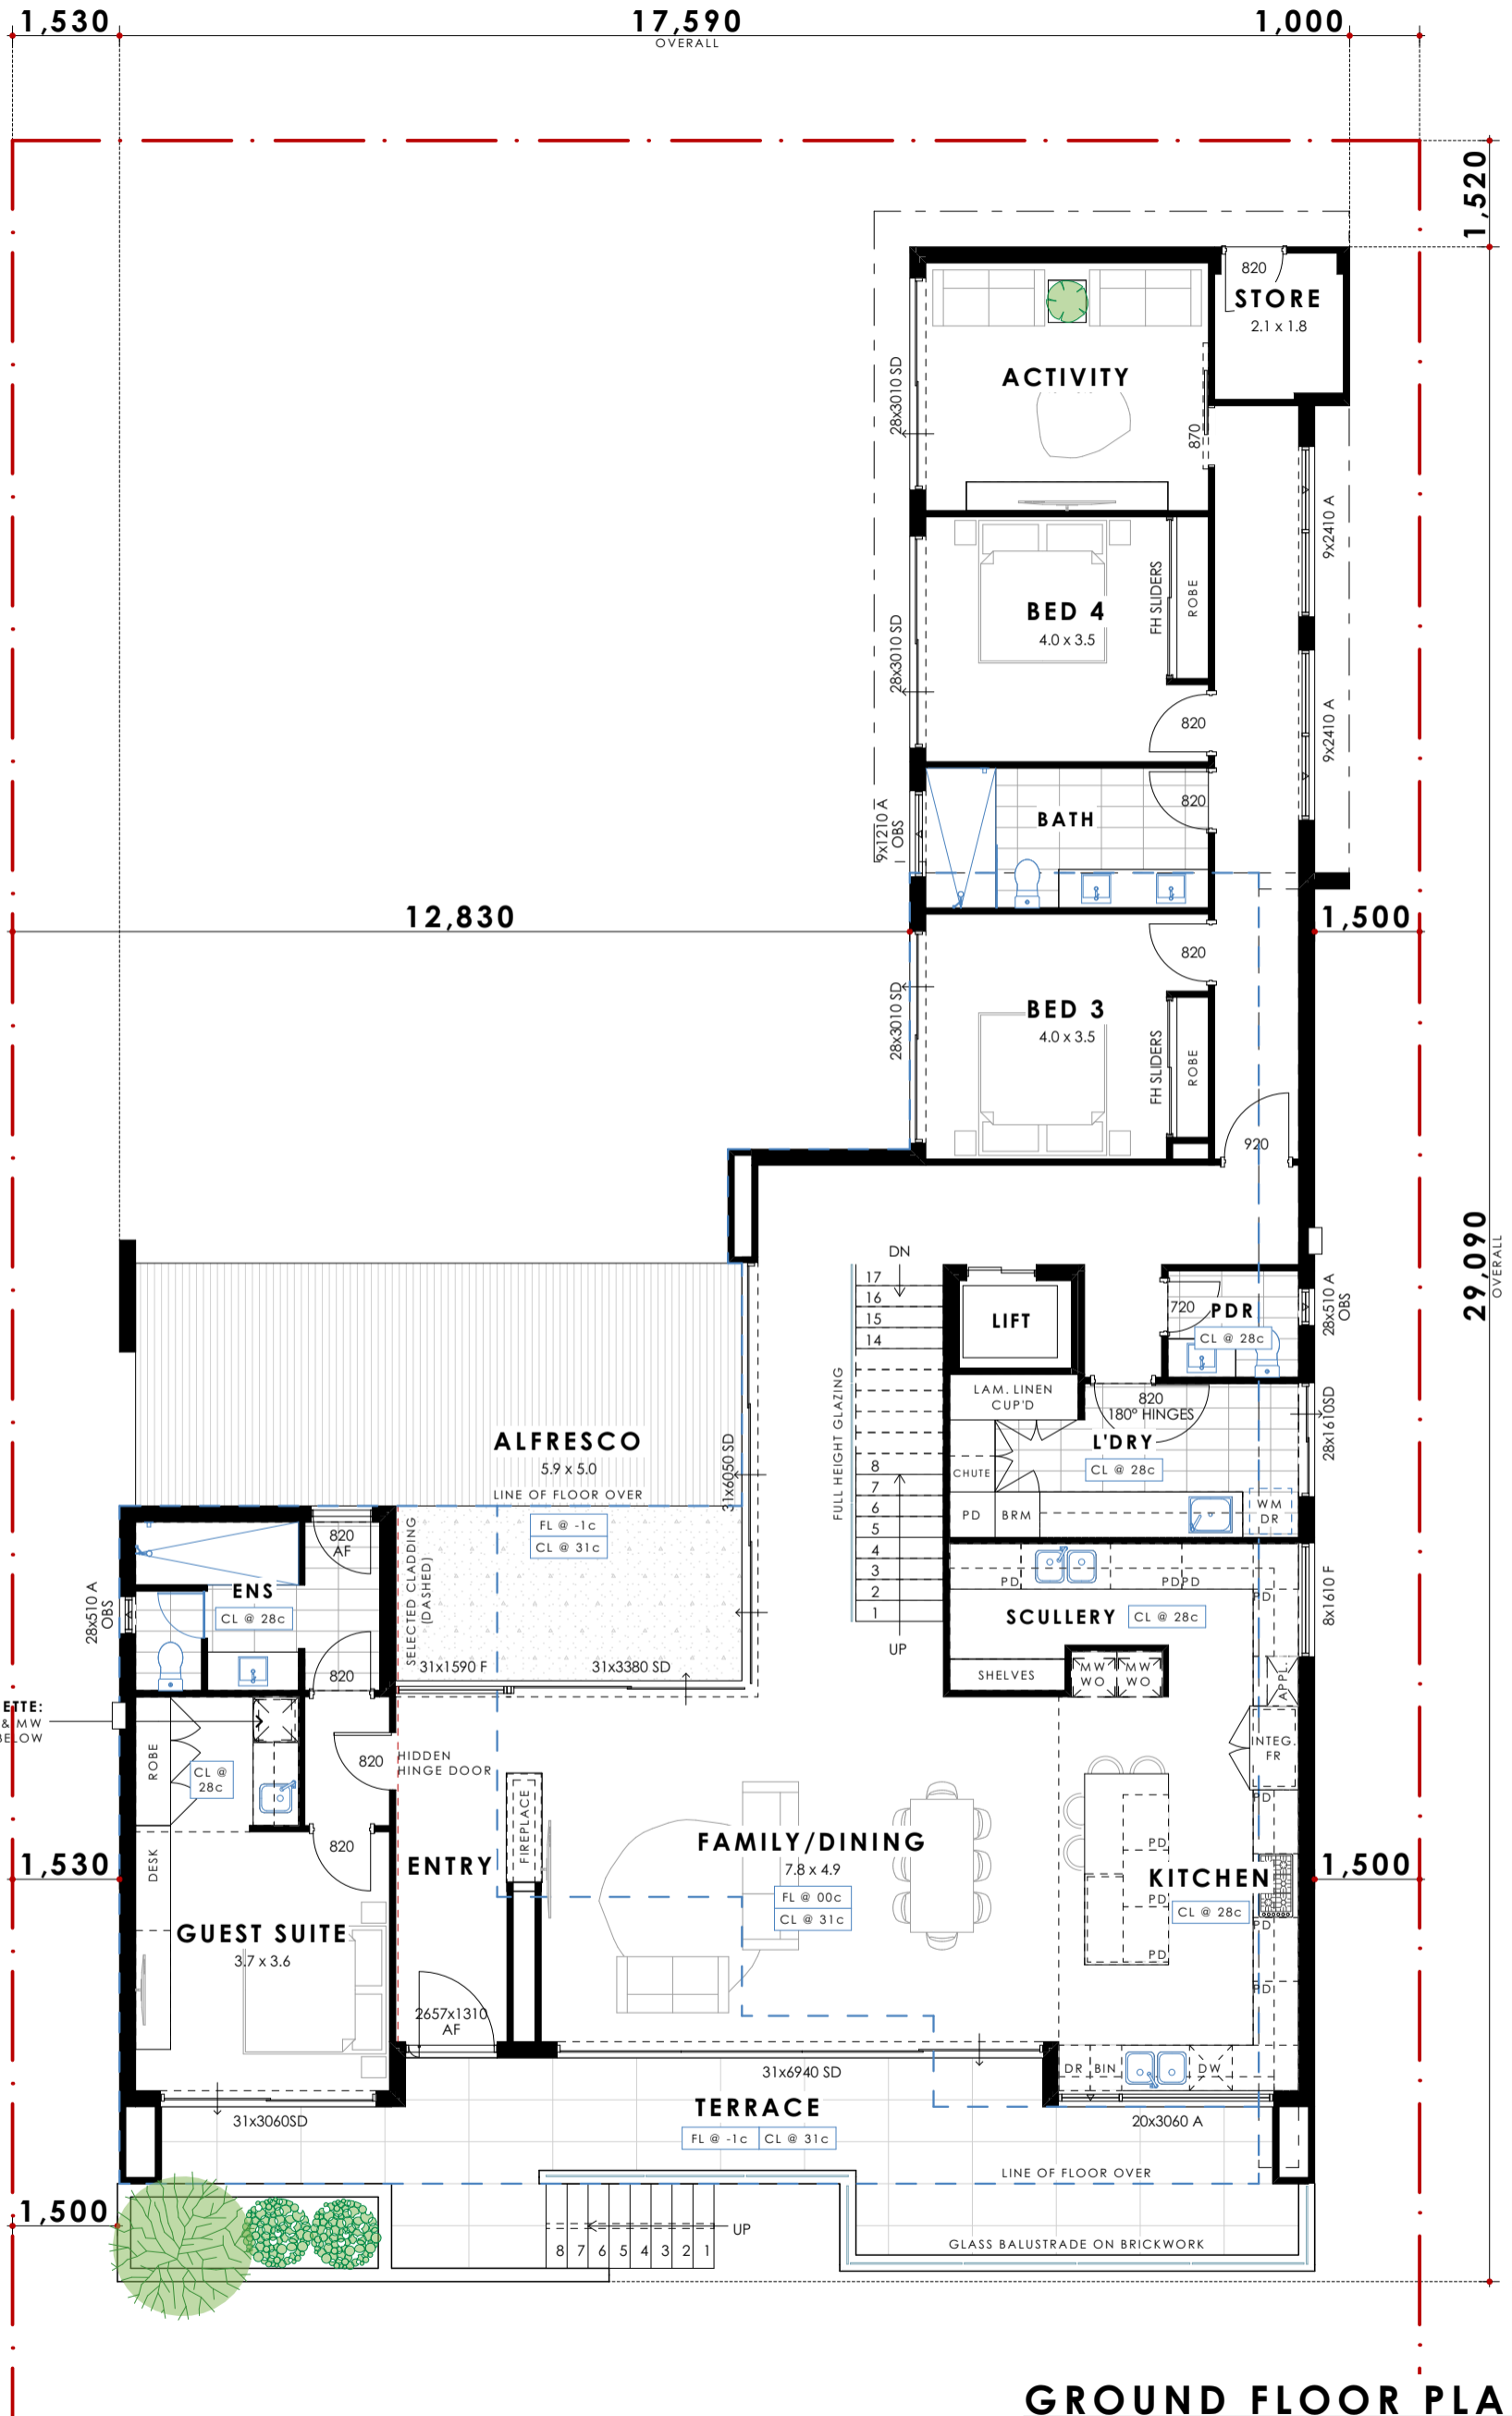 1,530
17,590
OVERALL
1,000
1,520
820
STORE
2.1 x 1.8
ACTIVITY
28x3010 SD
870
9x2410 A
BED 4
4.0 x 3.5
FH SLIDERS
ROBE
28x3010 SD
820
9x2410 A
820
BATH
9x1210 A
OBS
12,830
1,500
820
BED 3
4.0 x 3.5
28x3010 SD
FH SLIDERS
ROBE
920
29,090
OVERALL
DN
17
16
15
14
LIFT
720
PDR
CL @ 28c
28x510 A
OBS
FULL HEIGHT GLAZING
LAM. LINEN
CUP'D
820
180° HINGES
L'DRY
CL @ 28c
28x1610SD
CHUTE
PD
BRM
WM
DR
ALFRESCO
5.9 x 5.0
LINE OF FLOOR OVER
FL @ -1c
CL @ 31c
31x6050 SD
8
7
6
5
4
3
2
1
UP
820
AF
ENS
CL @ 28c
28x510 A
OBS
SELECTED CLADDING
(DASHED)
PD
PDPD
PD
SCULLERY
CL @ 28c
8x1610 F
820
31x1590 F
31x3380 SD
SHELVES
MW
WO
MW
WO
APPL.
ETTE:
& MW
BELOW
ROBE
CL @
28c
820
HIDDEN
HINGE DOOR
INTEG.
FR
PD
FIREPLACE
820
1,530
DESK
ENTRY
FAMILY/DINING
7.8 x 4.9
FL @ 00c
CL @ 31c
PD
KITCHEN
CL @ 28c
PD
PD
PD
PD
1,500
GUEST SUITE
3.7 x 3.6
2657x1310
AF
31x6940 SD
DR
BIN
DW
31x3060SD
TERRACE
FL @ -1c
CL @ 31c
20x3060 A
LINE OF FLOOR OVER
1,500
8 7 6 5 4 3 2 1
UP
GLASS BALUSTRADE ON BRICKWORK
GROUND FLOOR PLA